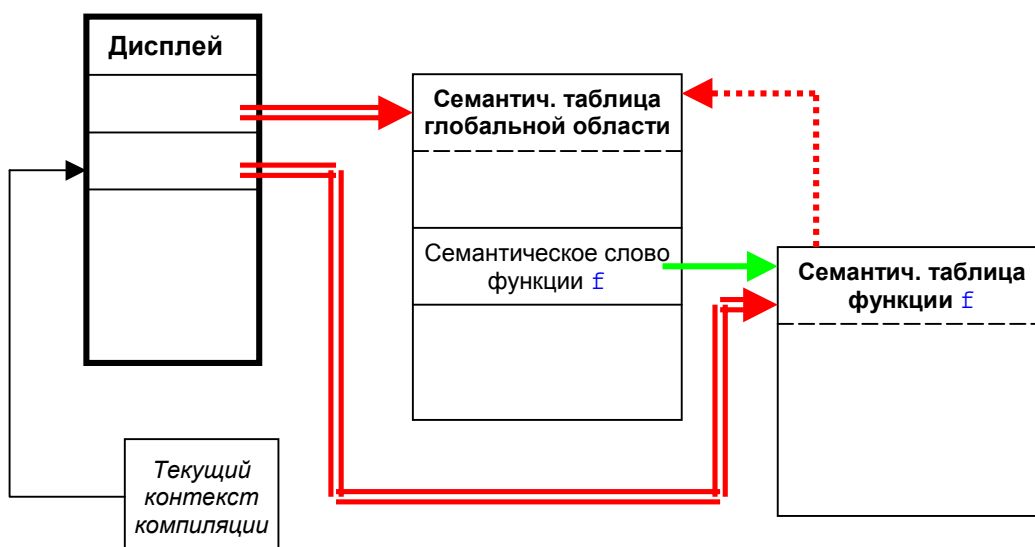 Дисплей
Семантич. таблица
глобальной области
Семантическое слово
функции f
Семантич. таблица
функции f
Текущий
контекст
компиляции